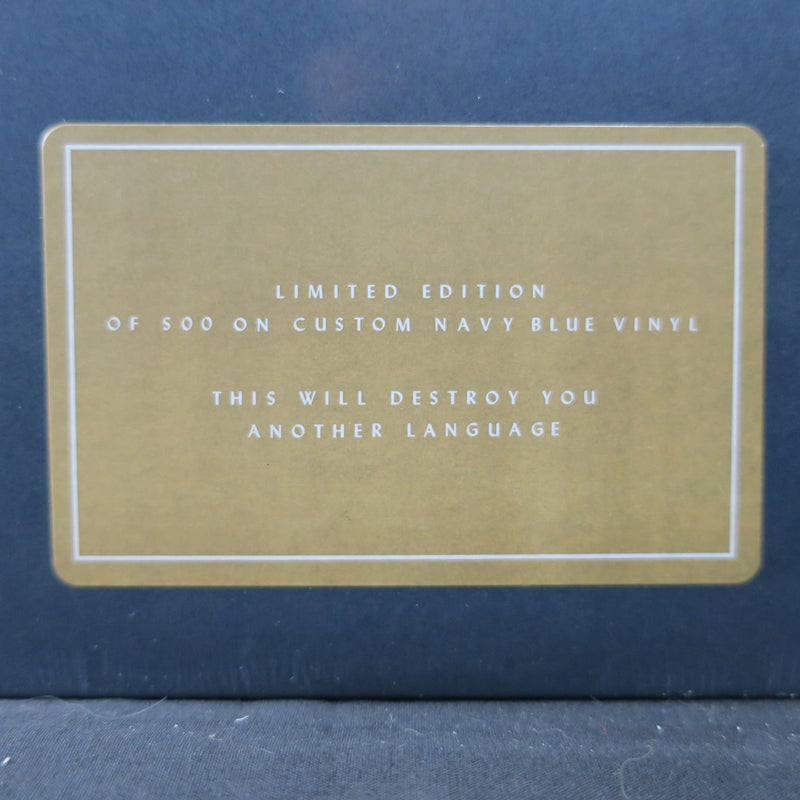 LIMITED EDITION
OF 500 ON CUSTOM NAVY BLUE VINYL
THIS WILL DESTROY YOU
ANOTHER LANGUAGE